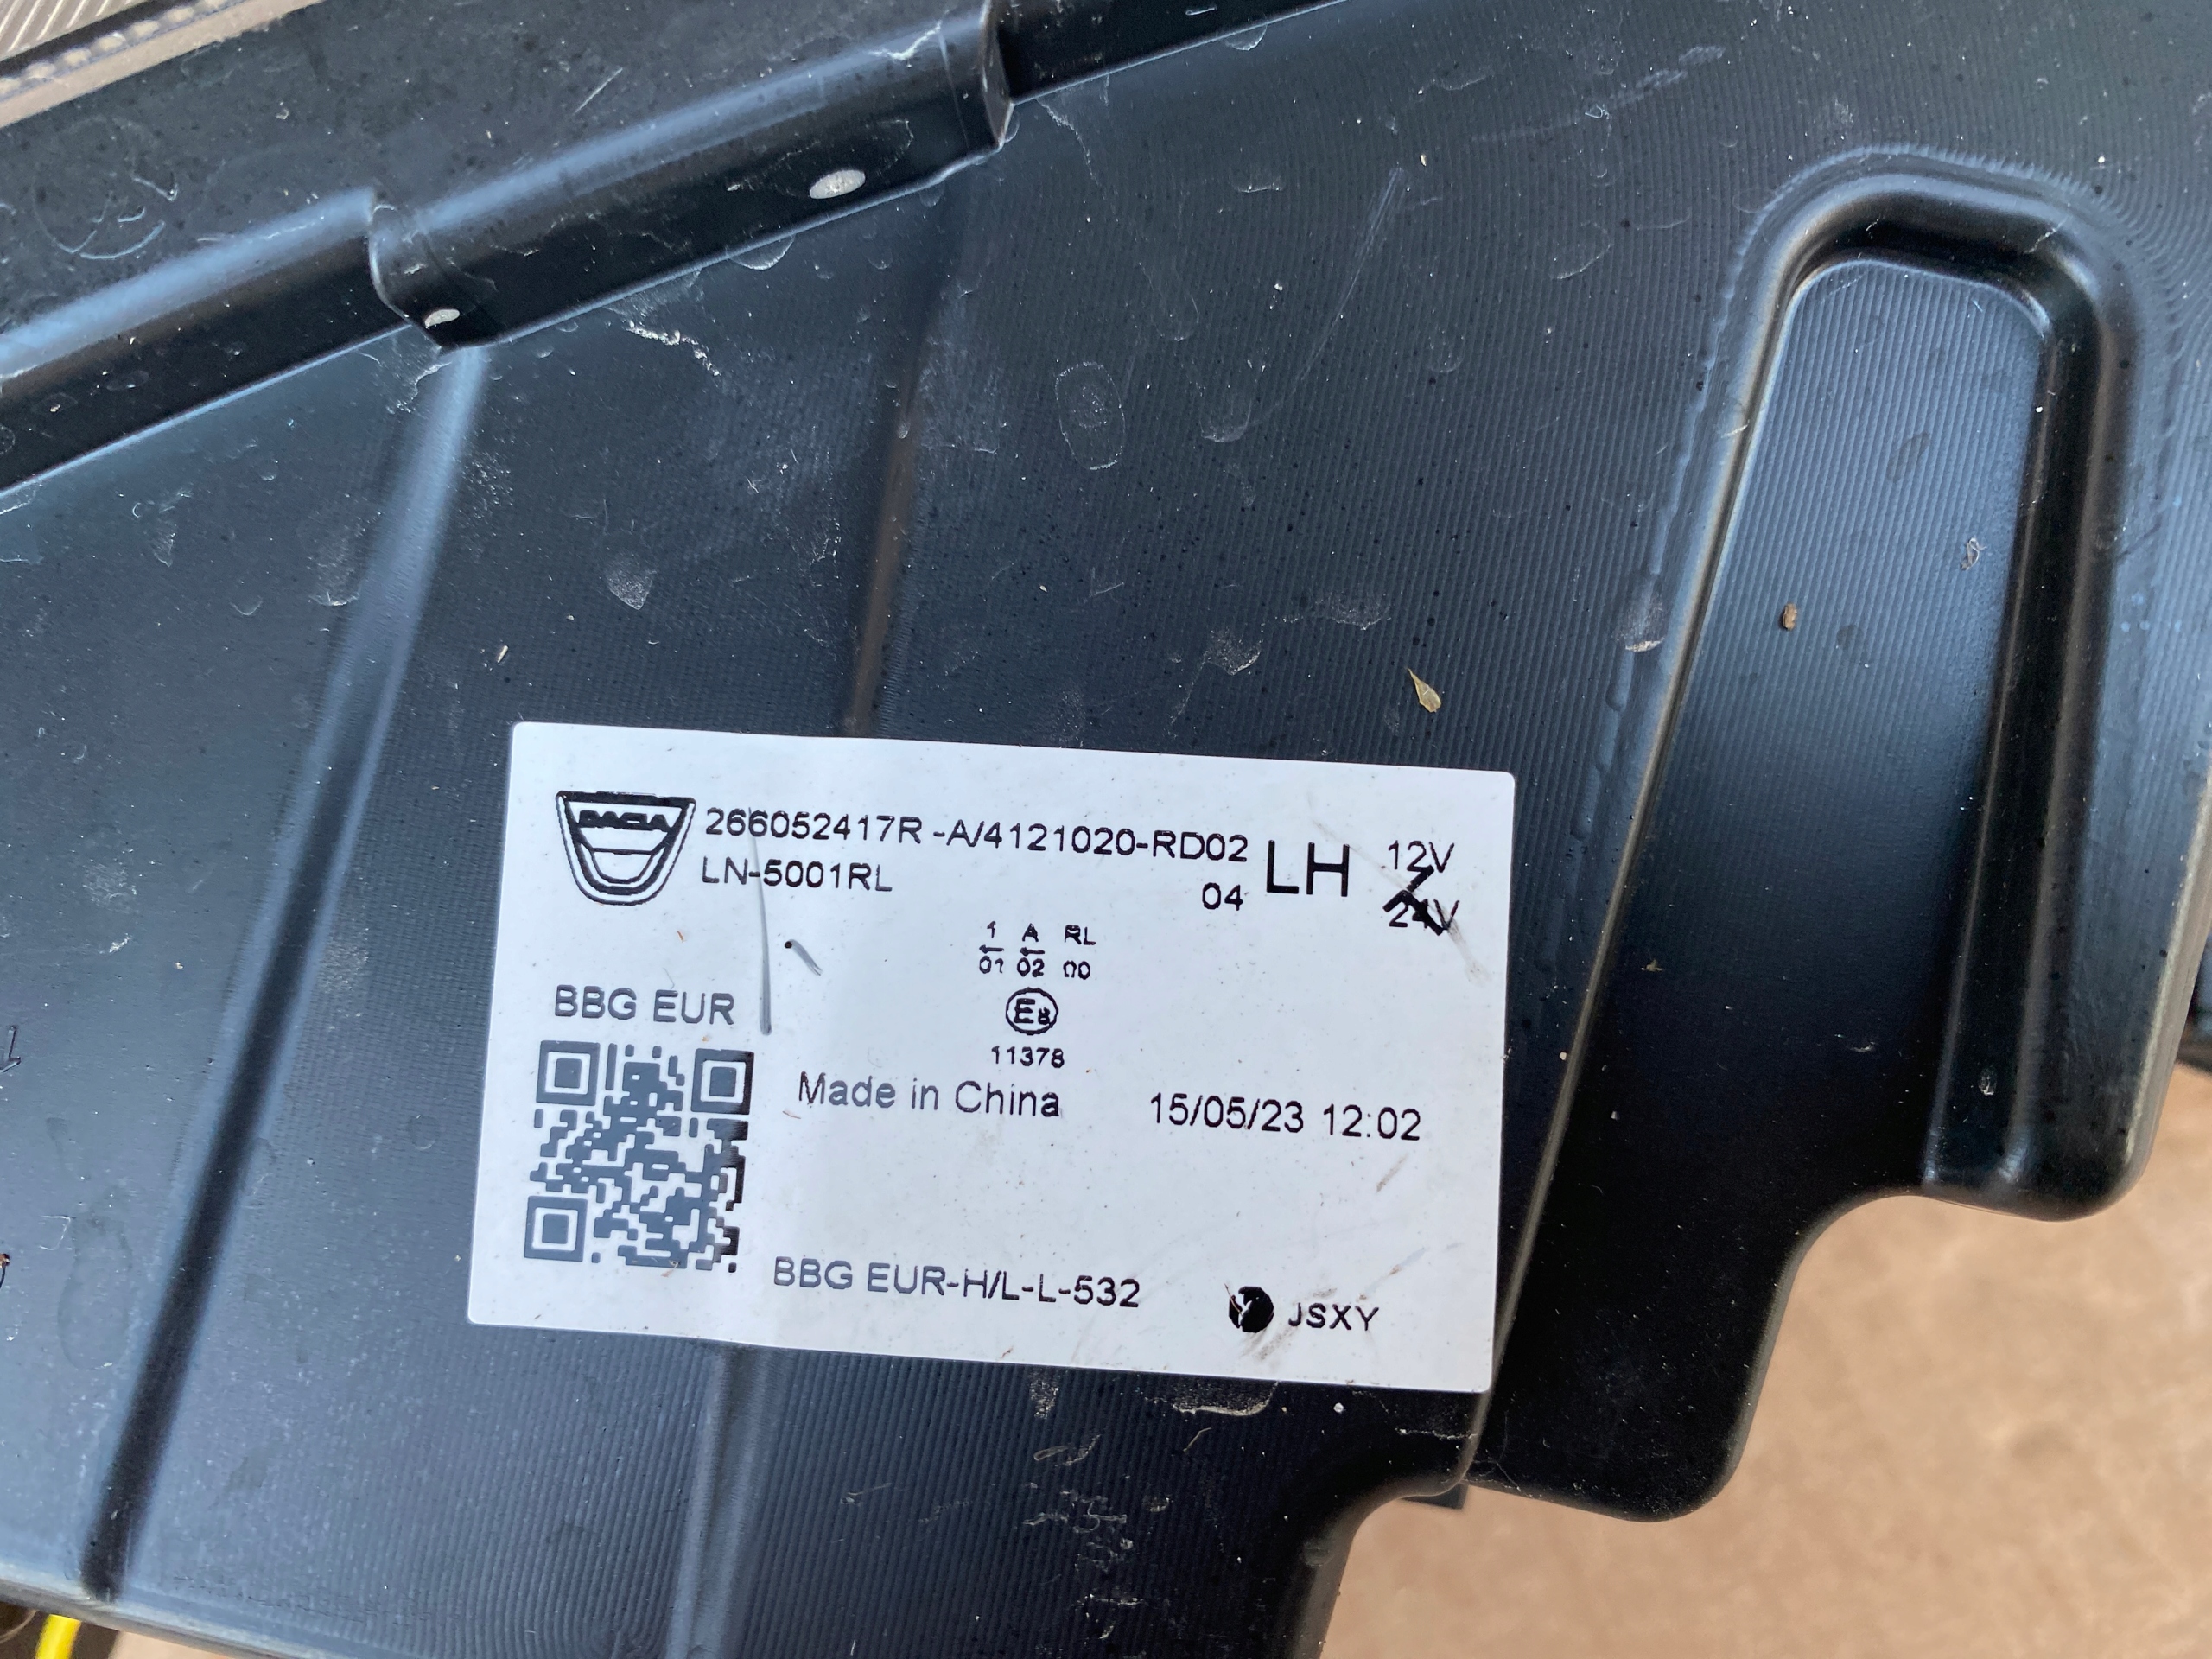 DACIA
266052417R -A/4121020-RD02
LN-5001RL
04
LH
12V
24V
1 A RL
01 02 00
E8
11378
BBG EUR
Made in China
15/05/23 12:02
BBG EUR-H/L-L-532
JSXY